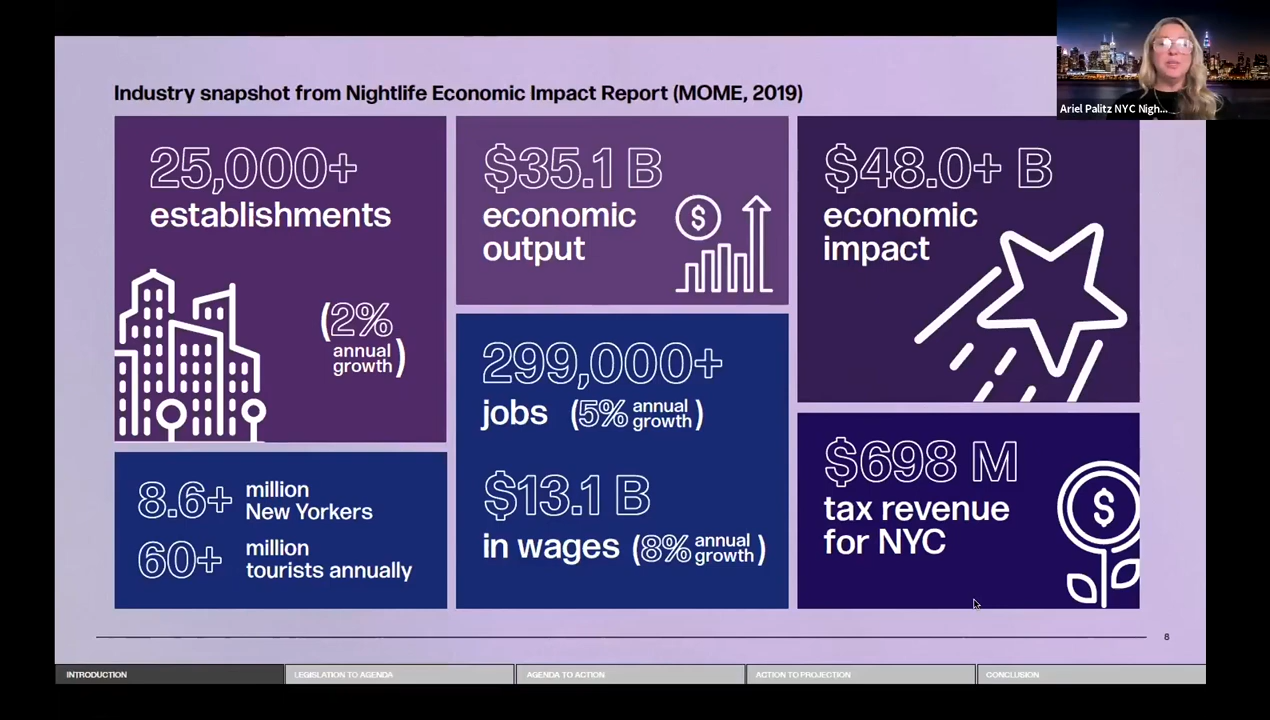 Industry snapshot from Nightlife Economic Impact Report (MOME, 2019)
Ariel Palitz NYC Nigh...
25,000+
establishments
(2%
annual
growth)
8.6+ million
New Yorkers
60+ million
tourists annually
$35.1 B
economic
output
$
299,000+
jobs (5% annual
growth)
$13.1 B
in wages (8% annual
growth)
$48.0+ B
economic
impact
$698 M
tax revenue
for NYC
$
6
INTRODUCTION
LEGISLATION TO AGENDA
AGENDA TO ACTION
ACTION TO PROJECTION
CONCLUSION